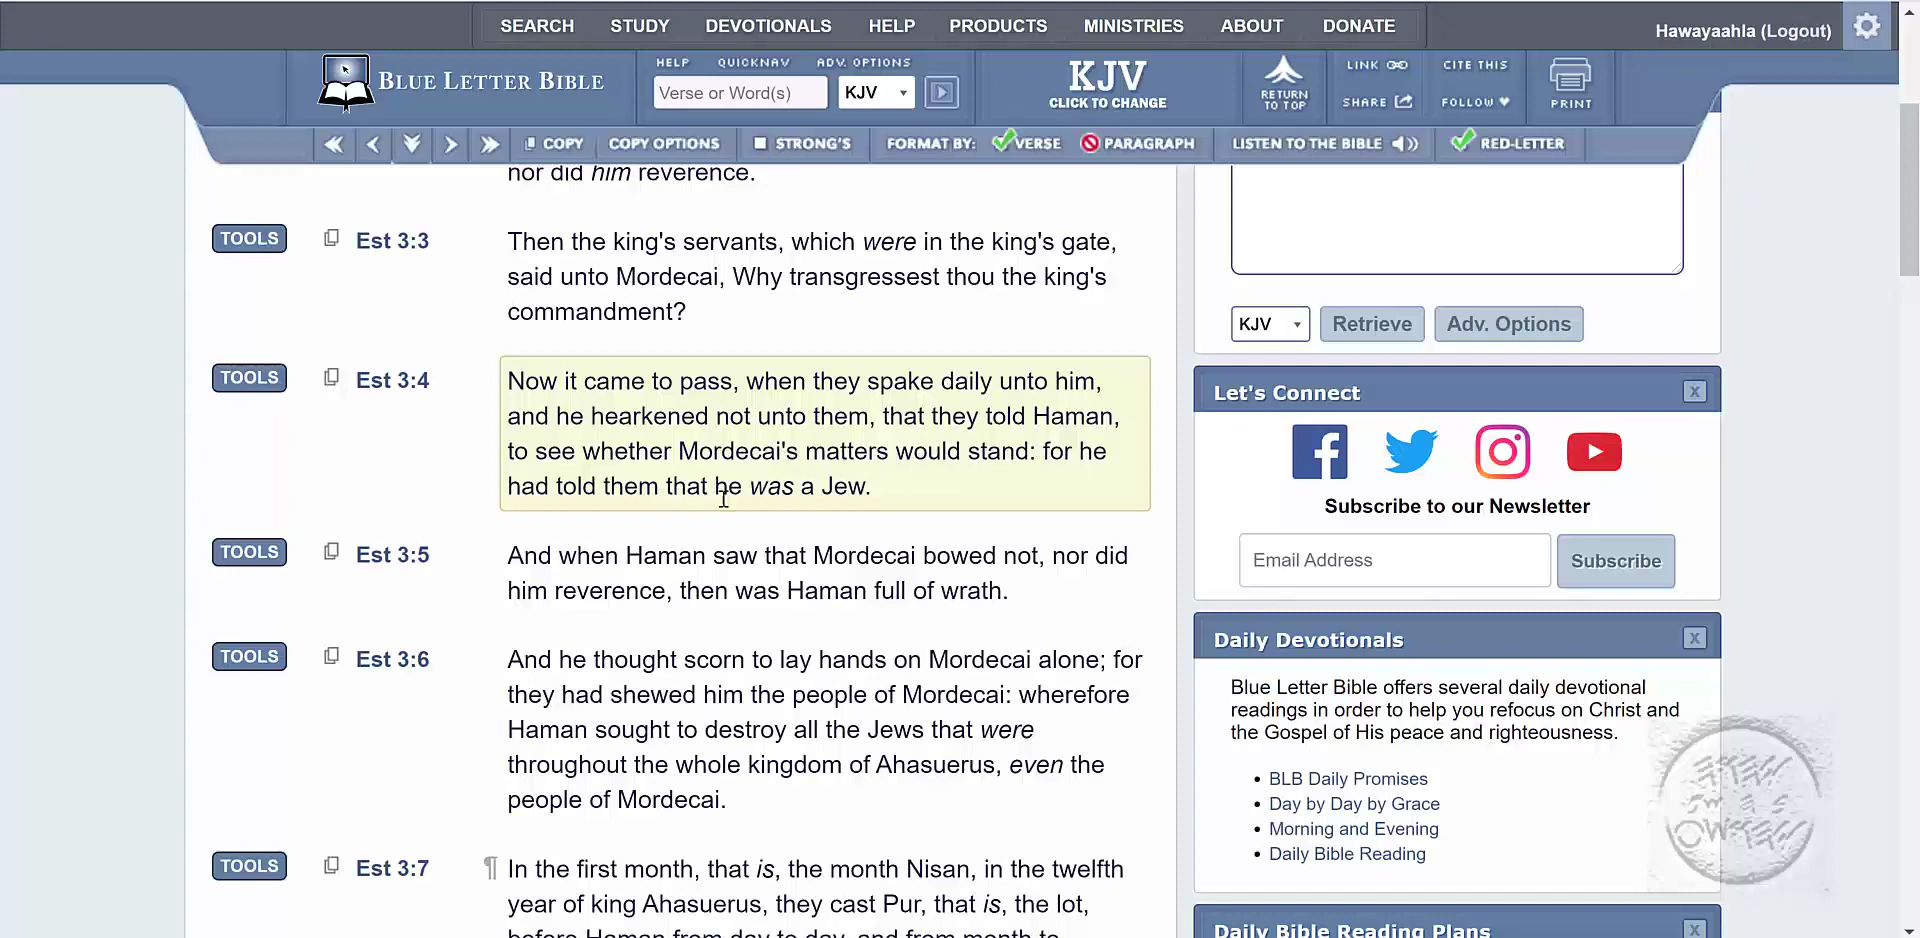 SEARCH STUDY DEVOTIONALS HELP PRODUCTS MINISTRIES ABOUT DONATE
Hawayaahla (Logout)
BLUE LETTER BIBLE
HELP QUICKNAV ADV. OPTIONS
Verse or Word(s) KJV
KJV
CLICK TO CHANGE
RETURN
TO TOP
LINK CITE THIS
SHARE FOLLOW
PRINT
COPY COPY OPTIONS STRONG'S FORMAT BY: VERSE PARAGRAPH LISTEN TO THE BIBLE RED-LETTER
nor did him reverence.
TOOLS Est 3:3
Then the king's servants, which were in the king's gate,
said unto Mordecai, Why transgressest thou the king's
commandment?
TOOLS Est 3:4
Now it came to pass, when they spake daily unto him,
and he hearkened not unto them, that they told Haman,
to see whether Mordecai's matters would stand: for he
had told them that he was a Jew.
TOOLS Est 3:5
And when Haman saw that Mordecai bowed not, nor did
him reverence, then was Haman full of wrath.
TOOLS Est 3:6
And he thought scorn to lay hands on Mordecai alone; for
they had shewed him the people of Mordecai: wherefore
Haman sought to destroy all the Jews that were
throughout the whole kingdom of Ahasuerus, even the
people of Mordecai.
TOOLS Est 3:7
¶ In the first month, that is, the month Nisan, in the twelfth
year of king Ahasuerus, they cast Pur, that is, the lot,
before Haman from day to day, and from month to
KJV Retrieve Adv. Options
Let's Connect X
Subscribe to our Newsletter
Email Address Subscribe
Daily Devotionals X
Blue Letter Bible offers several daily devotional
readings in order to help you refocus on Christ and
the Gospel of His peace and righteousness.
• BLB Daily Promises
• Day by Day by Grace
• Morning and Evening
• Daily Bible Reading
Daily Bible Reading Plans X